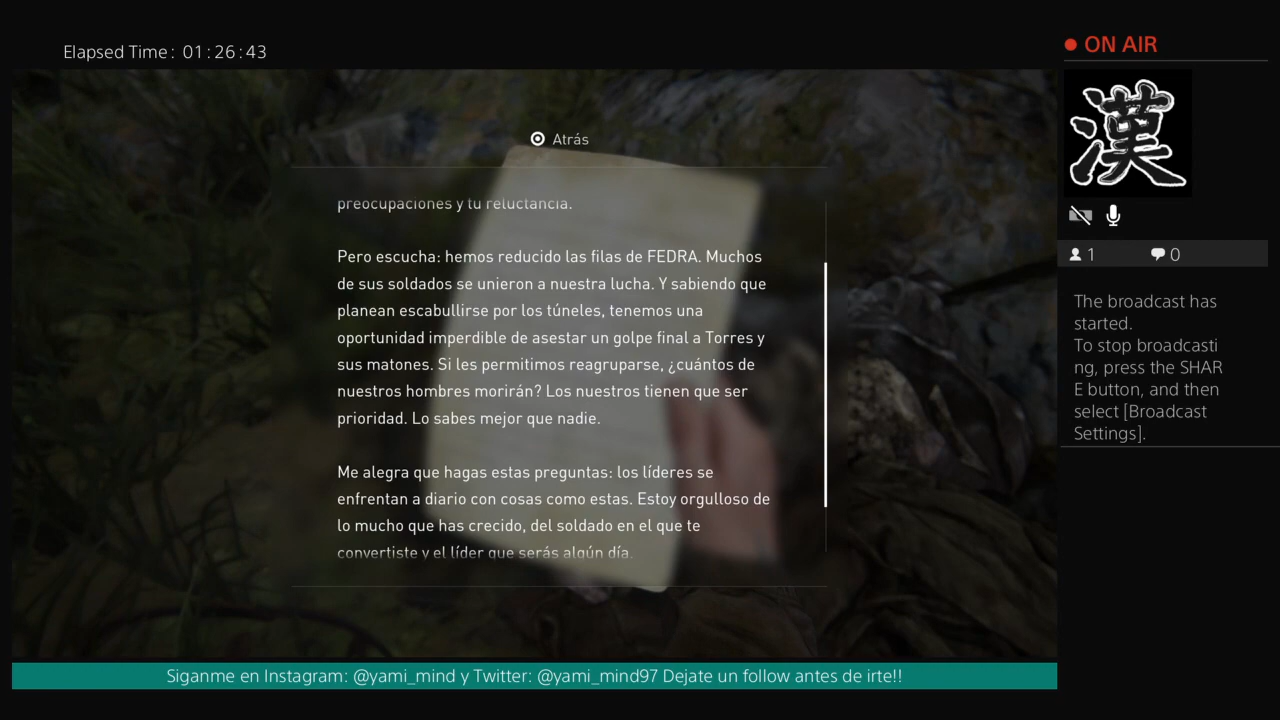 Elapsed Time: 01:26:43
ON AIR
漢
Atrás
preocupaciones y tu reluctancia.
Pero escucha: hemos reducido las filas de FEDRA. Muchos
de sus soldados se unieron a nuestra lucha. Y sabiendo que
planean escabullirse por los túneles, tenemos una
oportunidad imperdible de asestar un golpe final a Torres y
sus matones. Si les permitimos reagruparse, ¿cuántos de
nuestros hombres morirán? Los nuestros tienen que ser
prioridad. Lo sabes mejor que nadie.
Me alegra que hagas estas preguntas: los líderes se
enfrentan a diario con cosas como estas. Estoy orgulloso de
lo mucho que has crecido, del soldado en el que te
convertiste y el líder que serás algún día.
1
0
The broadcast has
started.
To stop broadcasti
ng, press the SHAR
E button, and then
select [Broadcast
Settings].
Siganme en Instagram: @yami_mind y Twitter: @yami_mind97 Dejate un follow antes de irte!!